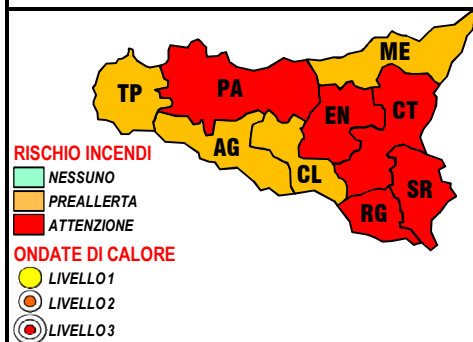 ME
TP
PA
EN
CT
AG
CL
SR
RG
RISCHIO INCENDI
NESSUNO
PREALLERTA
ATTENZIONE
ONDATE DI CALORE
LIVELLO 1
LIVELLO 2
LIVELLO 3